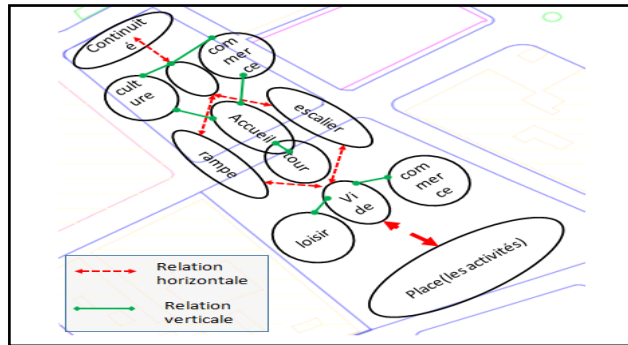 Continuit
é
com
mer
ce
cult
ure
escalier
Accueil
tour
rampe
com
mer
ce
Vi
de
loisir
Place(les activités)
Relation
horizontale
Relation
verticale